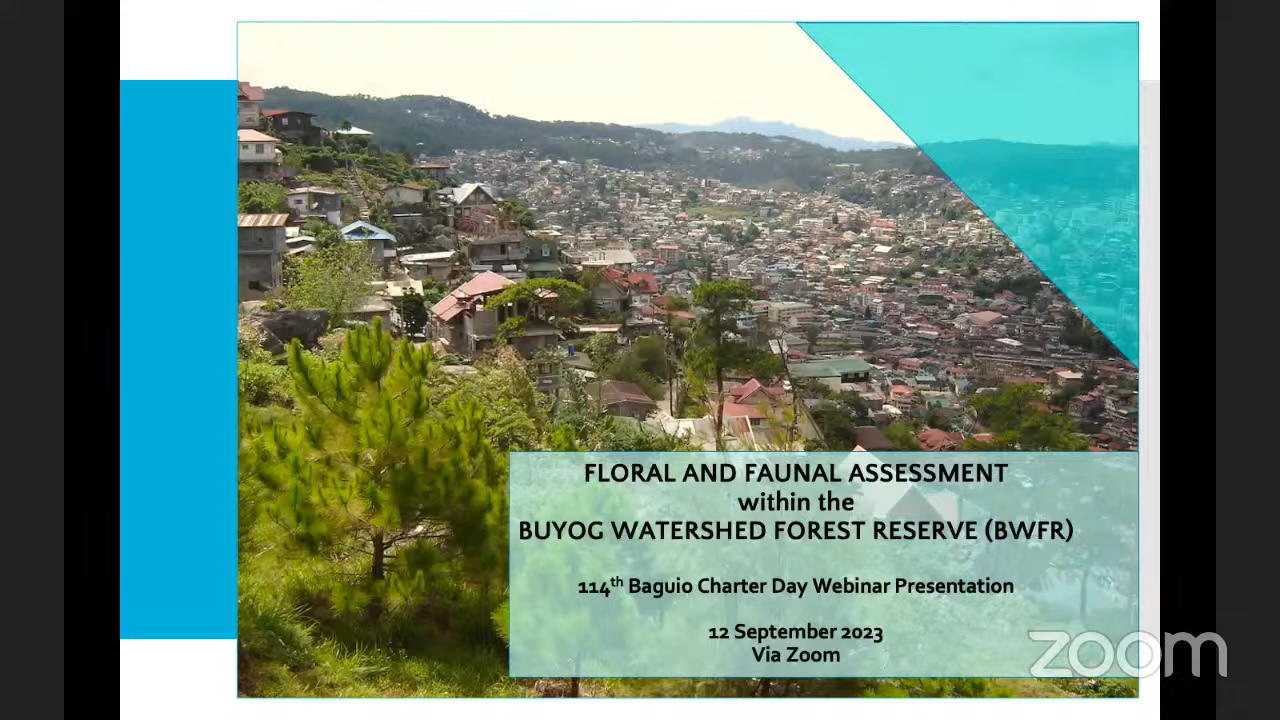 FLORAL AND FAUNAL ASSESSMENT
within the
BUYOG WATERSHED FOREST RESERVE (BWFR)
114th Baguio Charter Day Webinar Presentation
12 September 2023
Via Zoom
zoom